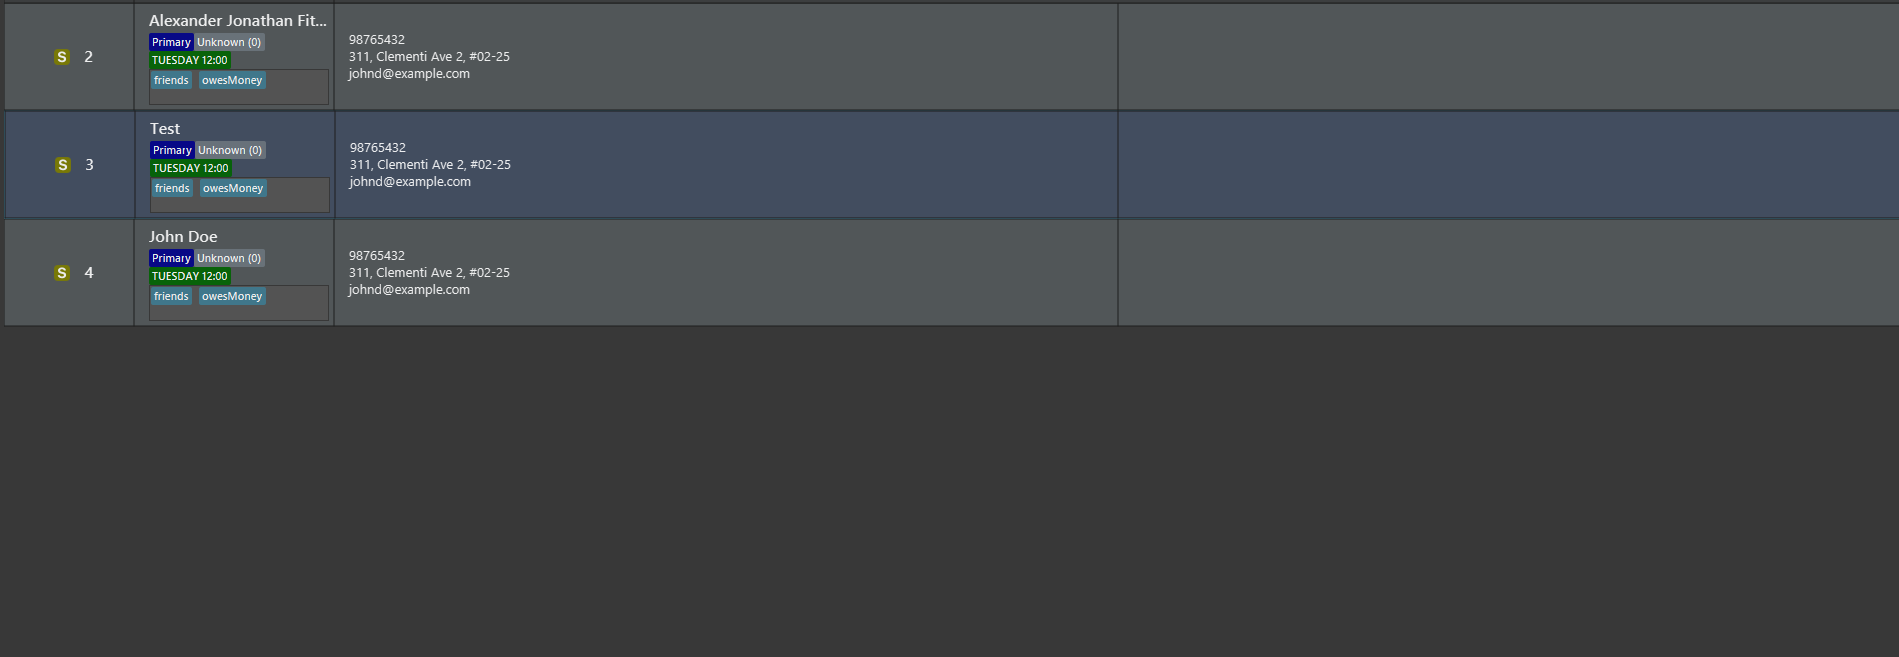 S 2
Alexander Jonathan Fit...
Primary Unknown (0)
TUESDAY 12:00
friends owesMoney
98765432
311, Clementi Ave 2, #02-25
johnd@example.com
S 3
Test
Primary Unknown (0)
TUESDAY 12:00
friends owesMoney
98765432
311, Clementi Ave 2, #02-25
johnd@example.com
S 4
John Doe
Primary Unknown (0)
TUESDAY 12:00
friends owesMoney
98765432
311, Clementi Ave 2, #02-25
johnd@example.com